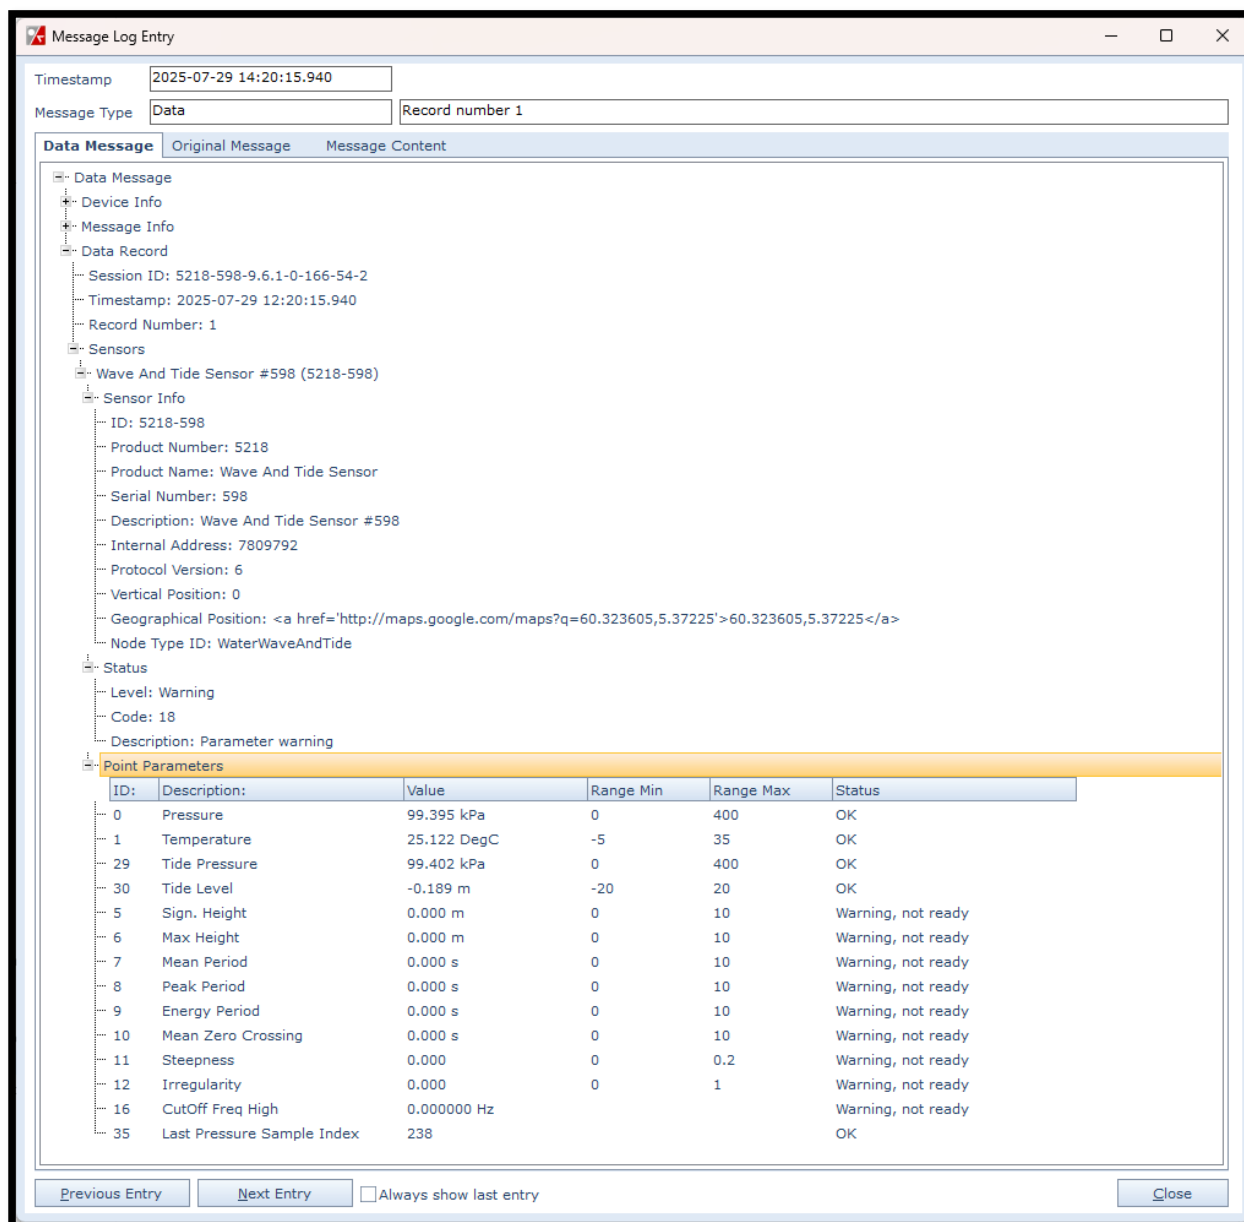 Message Log Entry
Timestamp 2025-07-29 14:20:15.940
Message Type Data Record number 1
Data Message Original Message Message Content
Data Message
Device Info
Message Info
Data Record
Session ID: 5218-598-9.6.1-0-166-54-2
Timestamp: 2025-07-29 12:20:15.940
Record Number: 1
Sensors
Wave And Tide Sensor #598 (5218-598)
Sensor Info
ID: 5218-598
Product Number: 5218
Product Name: Wave And Tide Sensor
Serial Number: 598
Description: Wave And Tide Sensor #598
Internal Address: 7809792
Protocol Version: 6
Vertical Position: 0
Geographical Position: <a href='http://maps.google.com/maps?q=60.323605,5.37225'>60.323605,5.37225</a>
Node Type ID: WaterWaveAndTide
Status
Level: Warning
Code: 18
Description: Parameter warning
Point Parameters
ID: Description: Value Range Min Range Max Status
0 Pressure 99.395 kPa 0 400 OK
1 Temperature 25.122 DegC -5 35 OK
29 Tide Pressure 99.402 kPa 0 400 OK
30 Tide Level -0.189 m -20 20 OK
5 Sign. Height 0.000 m 0 10 Warning, not ready
6 Max Height 0.000 m 0 10 Warning, not ready
7 Mean Period 0.000 s 0 10 Warning, not ready
8 Peak Period 0.000 s 0 10 Warning, not ready
9 Energy Period 0.000 s 0 10 Warning, not ready
10 Mean Zero Crossing 0.000 s 0 10 Warning, not ready
11 Steepness 0.000 0 0.2 Warning, not ready
12 Irregularity 0.000 0 1 Warning, not ready
16 CutOff Freq High 0.000000 Hz Warning, not ready
35 Last Pressure Sample Index 238 OK
Previous Entry Next Entry Always show last entry Close